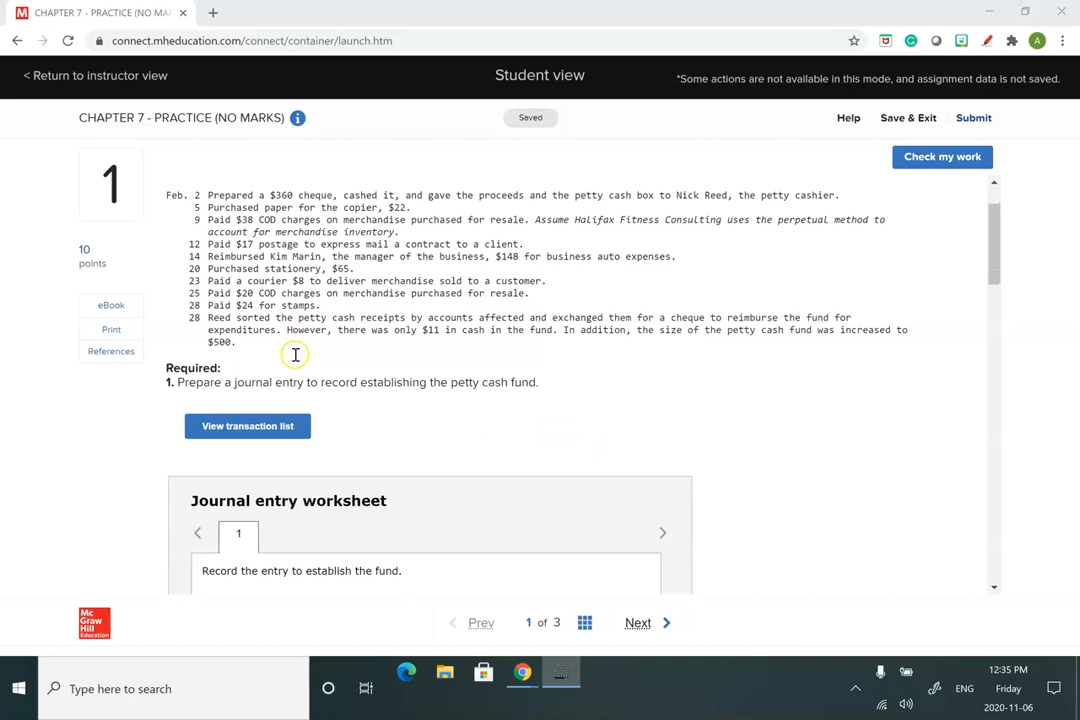 CHAPTER 7 - PRACTICE (NO MA
connect.mheducation.com/connect/container/launch.htm
A
< Return to instructor view
Student view
*Some actions are not available in this mode, and assignment data is not saved.
CHAPTER 7 - PRACTICE (NO MARKS) i
Saved
Help
Save & Exit
Submit
Check my work
1
10
points
eBook
Print
References
Feb. 2 Prepared a $360 cheque, cashed it, and gave the proceeds and the petty cash box to Nick Reed, the petty cashier.
5 Purchased paper for the copier, $22.
9 Paid $38 COD charges on merchandise purchased for resale. Assume Halifax Fitness Consulting uses the perpetual method to
account for merchandise inventory.
12 Paid $17 postage to express mail a contract to a client.
14 Reimbursed Kim Marin, the manager of the business, $148 for business auto expenses.
20 Purchased stationery, $65.
23 Paid a courier $8 to deliver merchandise sold to a customer.
25 Paid $20 COD charges on merchandise purchased for resale.
28 Paid $24 for stamps.
28 Reed sorted the petty cash receipts by accounts affected and exchanged them for a cheque to reimburse the fund for
expenditures. However, there was only $11 in cash in the fund. In addition, the size of the petty cash fund was increased to
$500.
Required:
1. Prepare a journal entry to record establishing the petty cash fund.
View transaction list
Journal entry worksheet
1
Record the entry to establish the fund.
Mc
Graw
Hill
Education
Prev
1 of 3
Next
Type here to search
ENG
12:35 PM
Friday
2020-11-06